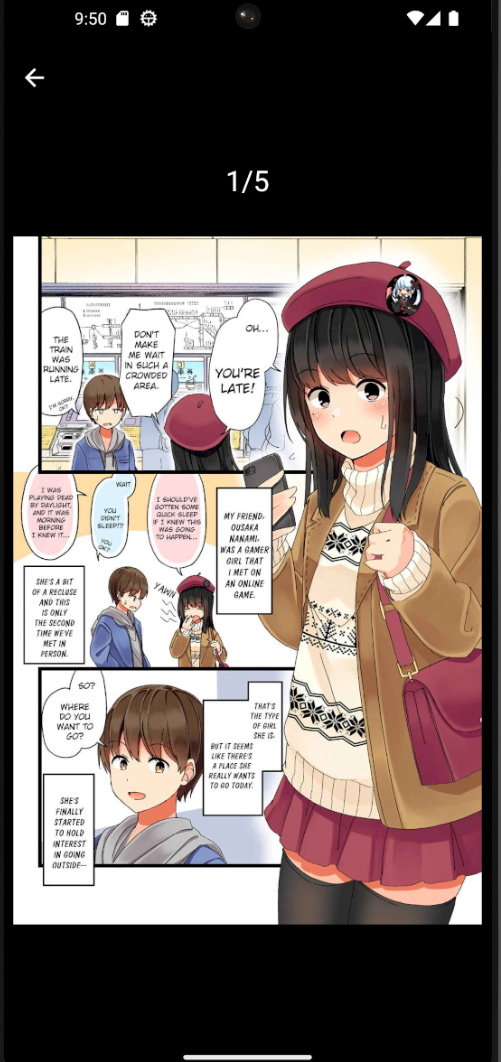 9:50
1/5
OH...
YOU'RE
LATE!
DON'T
MAKE
ME WAIT
IN SUCH A
CROWDED
AREA.
THE
TRAIN
WAS
RUNNING
LATE.
I'M SORRY,
OK?
MY FRIEND,
OUSAKA
NANAMI,
WAS A GAMER
GIRL THAT
I MET ON
AN ONLINE
GAME.
I SHOULD'VE
GOTTEN SOME
QUICK SLEEP
IF I KNEW THIS
WAS GOING
TO HAPPEN...
WAIT
YOU
DIDN'T
SLEEP!?
YOU
OK?
I WAS
PLAYING DEAD
BY DAYLIGHT,
AND IT WAS
MORNING
BEFORE
I KNEW IT...
YAWN
SHE'S A BIT
OF A RECLUSE
AND THIS
IS ONLY
THE SECOND
TIME WE'VE
MET IN
PERSON.
THAT'S
THE TYPE
OF GIRL
SHE IS.
BUT IT SEEMS
LIKE THERE'S
A PLACE SHE
REALLY WANTS
TO GO TODAY.
SO?
WHERE
DO YOU
WANT TO
GO?
SHE'S
FINALLY
STARTED
TO HOLD
INTEREST
IN GOING
OUTSIDE--